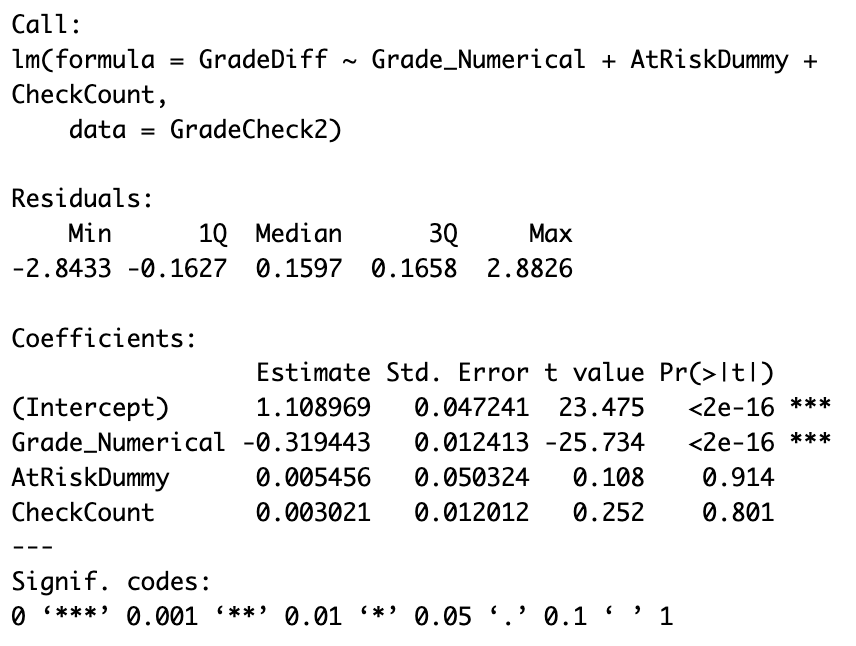 Call:
lm(formula = GradeDiff ~ Grade_Numerical + AtRiskDummy +
CheckCount,
    data = GradeCheck2)

Residuals:
    Min      1Q  Median      3Q     Max
-2.8433 -0.1627  0.1597  0.1658  2.8826

Coefficients:
                 Estimate Std. Error t value Pr(>|t|)
(Intercept)      1.108969   0.047241  23.475   <2e-16 ***
Grade_Numerical -0.319443   0.012413 -25.734   <2e-16 ***
AtRiskDummy      0.005456   0.050324   0.108    0.914
CheckCount       0.003021   0.012012   0.252    0.801
---
Signif. codes:
0 ‘***’ 0.001 ‘**’ 0.01 ‘*’ 0.05 ‘.’ 0.1 ‘ ’ 1